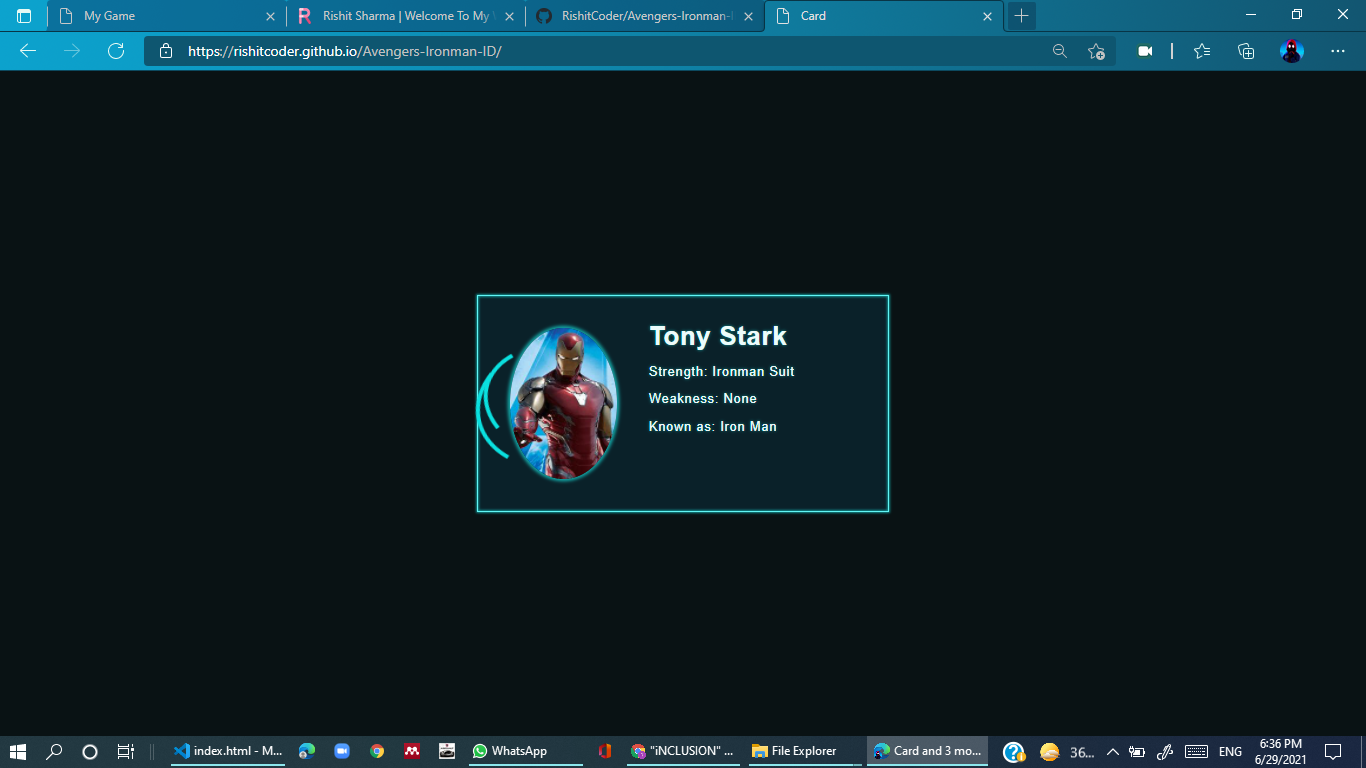 My Game
Rishit Sharma | Welcome To My
RishitCoder/Avengers-Ironman-I
Card
https://rishitcoder.github.io/Avengers-Ironman-ID/
Tony Stark
Strength: Ironman Suit
Weakness: None
Known as: Iron Man
index.html - M...
WhatsApp
"iNCLUSION" ...
File Explorer
Card and 3 mo...
36...
ENG
6:36 PM
6/29/2021